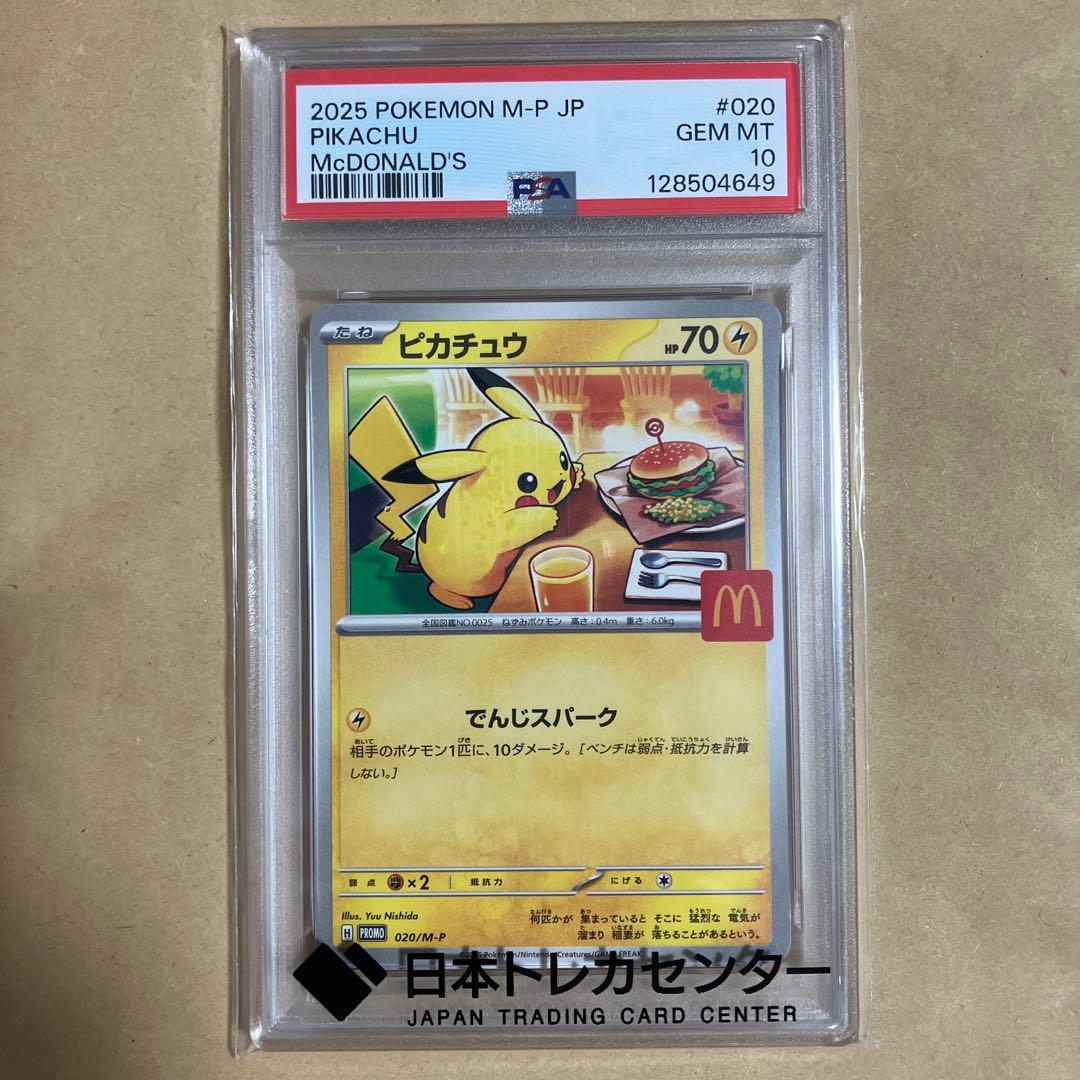 2025 POKEMON M-P JP #020
PIKACHU GEM MT
McDONALD'S 10
128504649
PSA
たね ピカチュウ HP70
全国図鑑NO.0025 ねずみポケモン 高さ:0.4m 重さ:6.0kg
でんじスパーク
相手のポケモン1匹に、10ダメージ。[ベンチは弱点・抵抗力を計算
しない。]
弱点 ×2 抵抗力 にげる
Illus. Yuu Nishida
何匹かが 集まっていると そこに 猛烈な 電気が
溜まり 稲妻が 落ちることがあるという。
H PROMO 020/M-P
Pokémon/Nintendo/Creatures/GAME FREAK
日本トレカセンター
JAPAN TRADING CARD CENTER